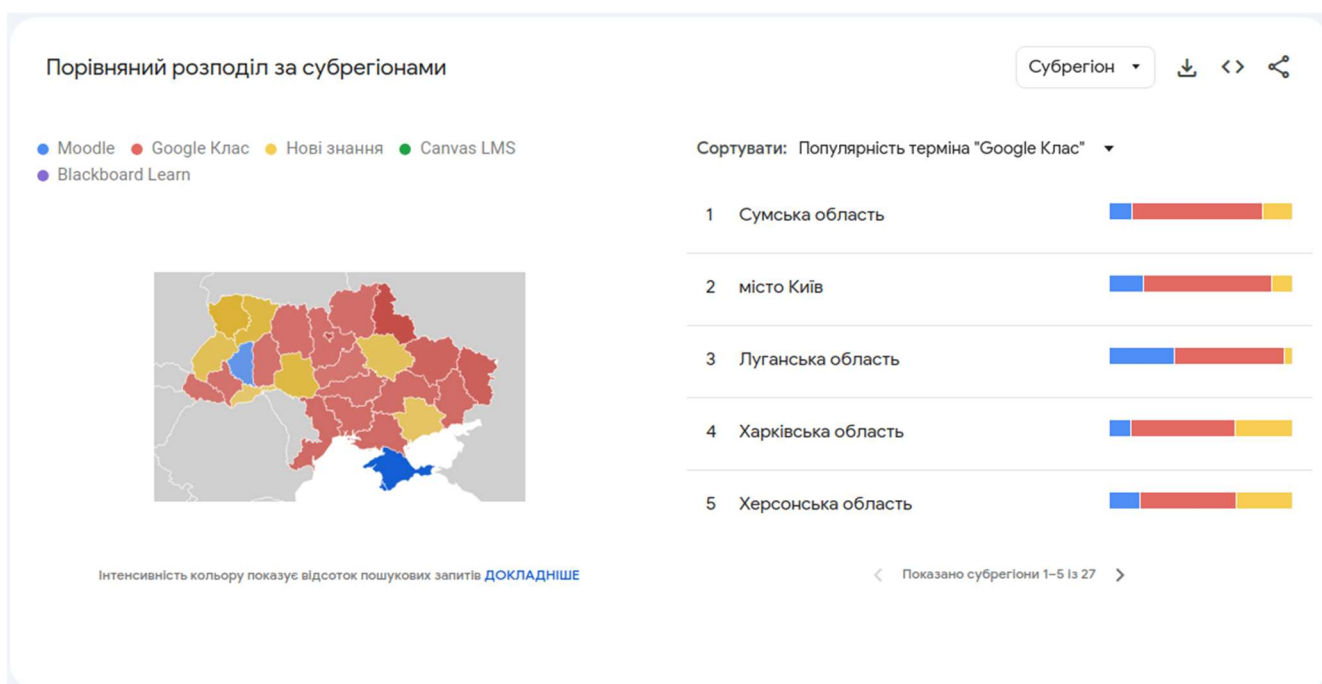 Порівняний розподіл за субрегіонами
Субрегіон
Moodle Google Клас Нові знання Canvas LMS
Blackboard Learn
Сортувати: Популярність терміна "Google Клас"
1 Сумська область
2 місто Київ
3 Луганська область
4 Харківська область
5 Херсонська область
Інтенсивність кольору показує відсоток пошукових запитів ДОКЛАДНІШЕ
Показано субрегіони 1–5 із 27